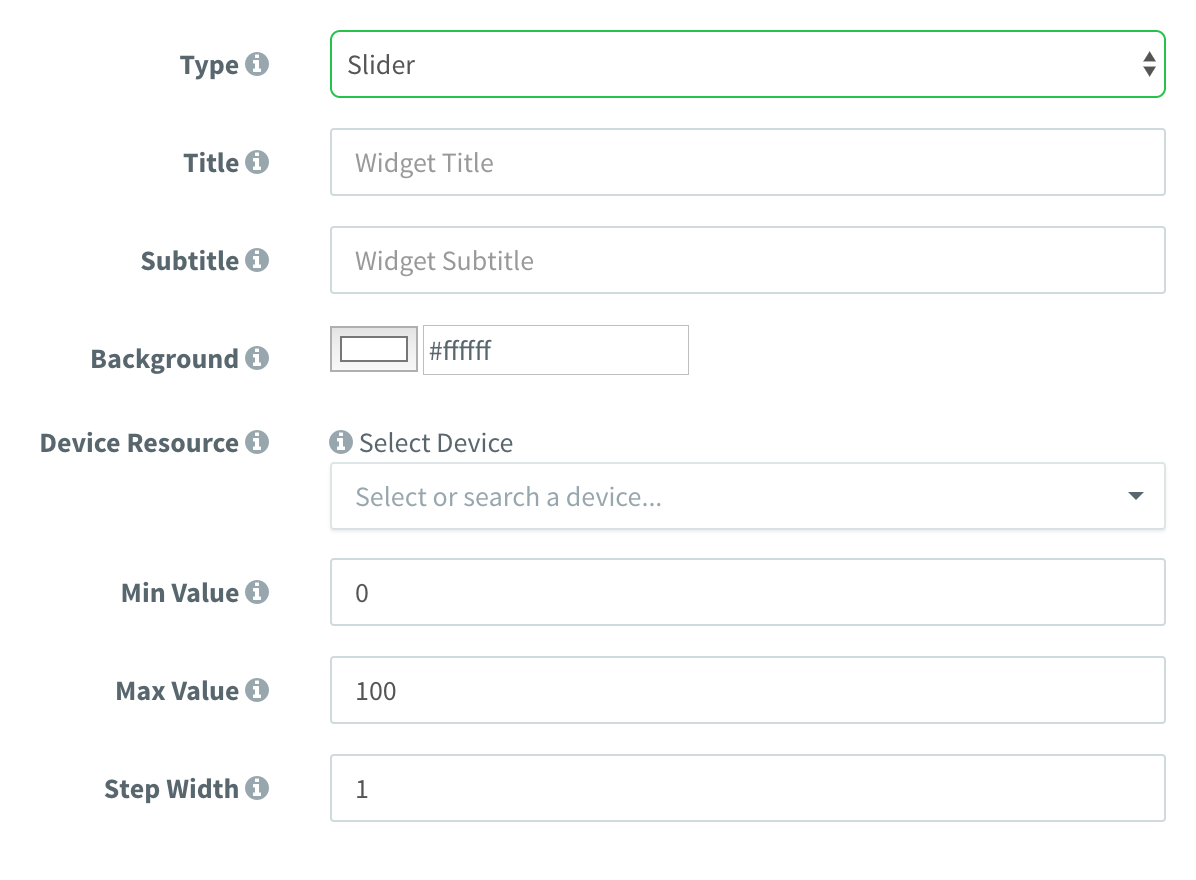 Type
Slider
Title
Widget Title
Subtitle
Widget Subtitle
Background
#ffffff
Device Resource
Select Device
Select or search a device...
Min Value
0
Max Value
100
Step Width
1